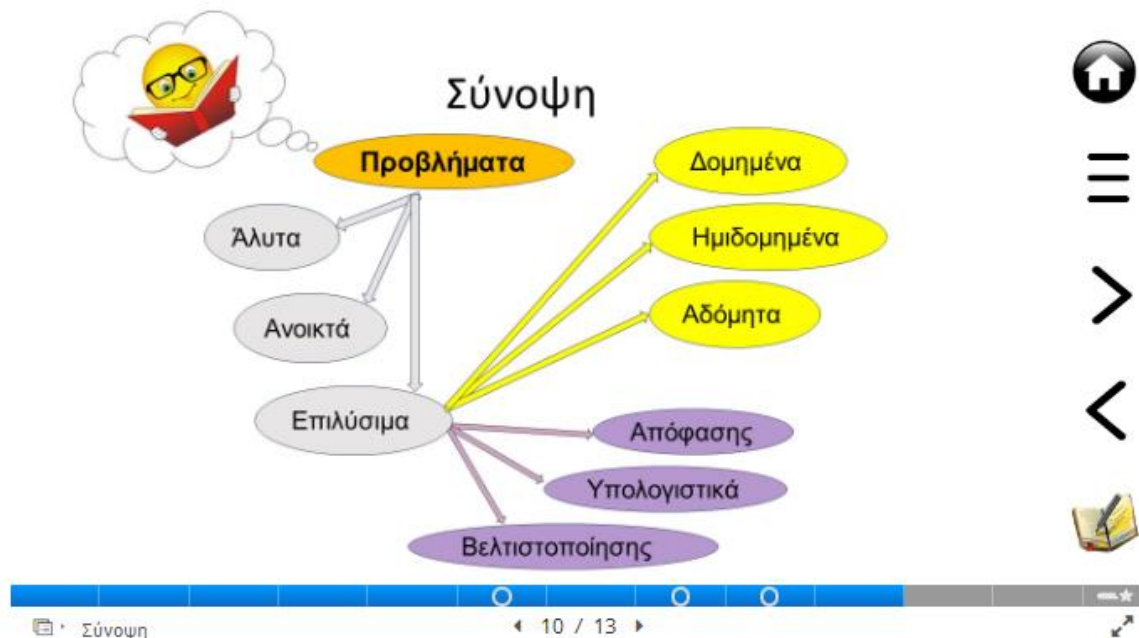 Σύνοψη
Προβλήματα
Άλυτα
Ανοικτά
Επιλύσιμα
Δομημένα
Ημιδομημένα
Αδόμητα
Απόφασης
Υπολογιστικά
Βελτιστοποίησης
Σύνοψη
10 / 13